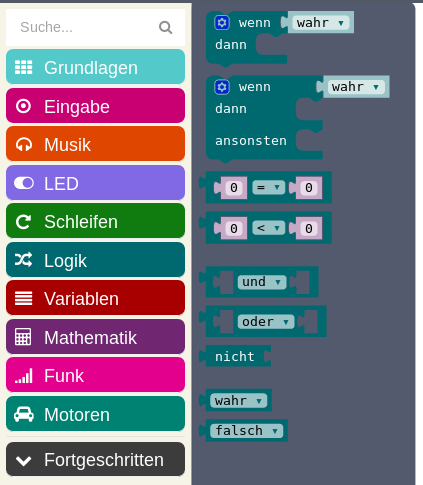 Suche...
Grundlagen
Eingabe
Musik
LED
Schleifen
Logik
Variablen
Mathematik
Funk
Motoren
Fortgeschritten
wenn wahr
dann
wenn wahr
dann
ansonsten
0 = 0
0 < 0
und
oder
nicht
wahr
falsch